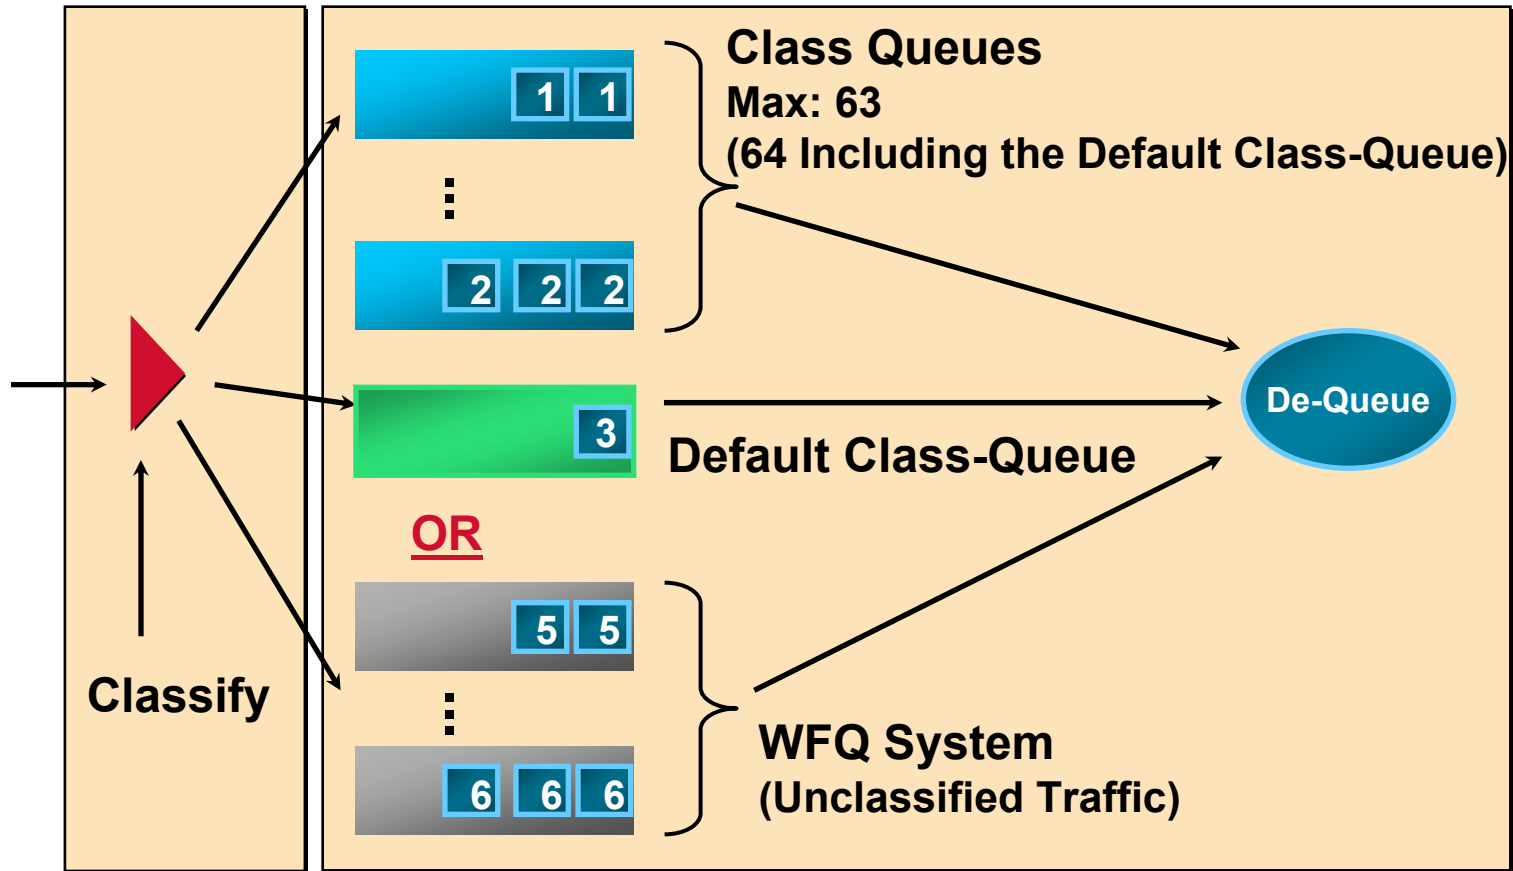 Class Queues
Max: 63
(64 Including the Default Class-Queue)
1 1
2 2 2
3
De-Queue
Default Class-Queue
OR
5 5
Classify
WFQ System
(Unclassified Traffic)
6 6 6